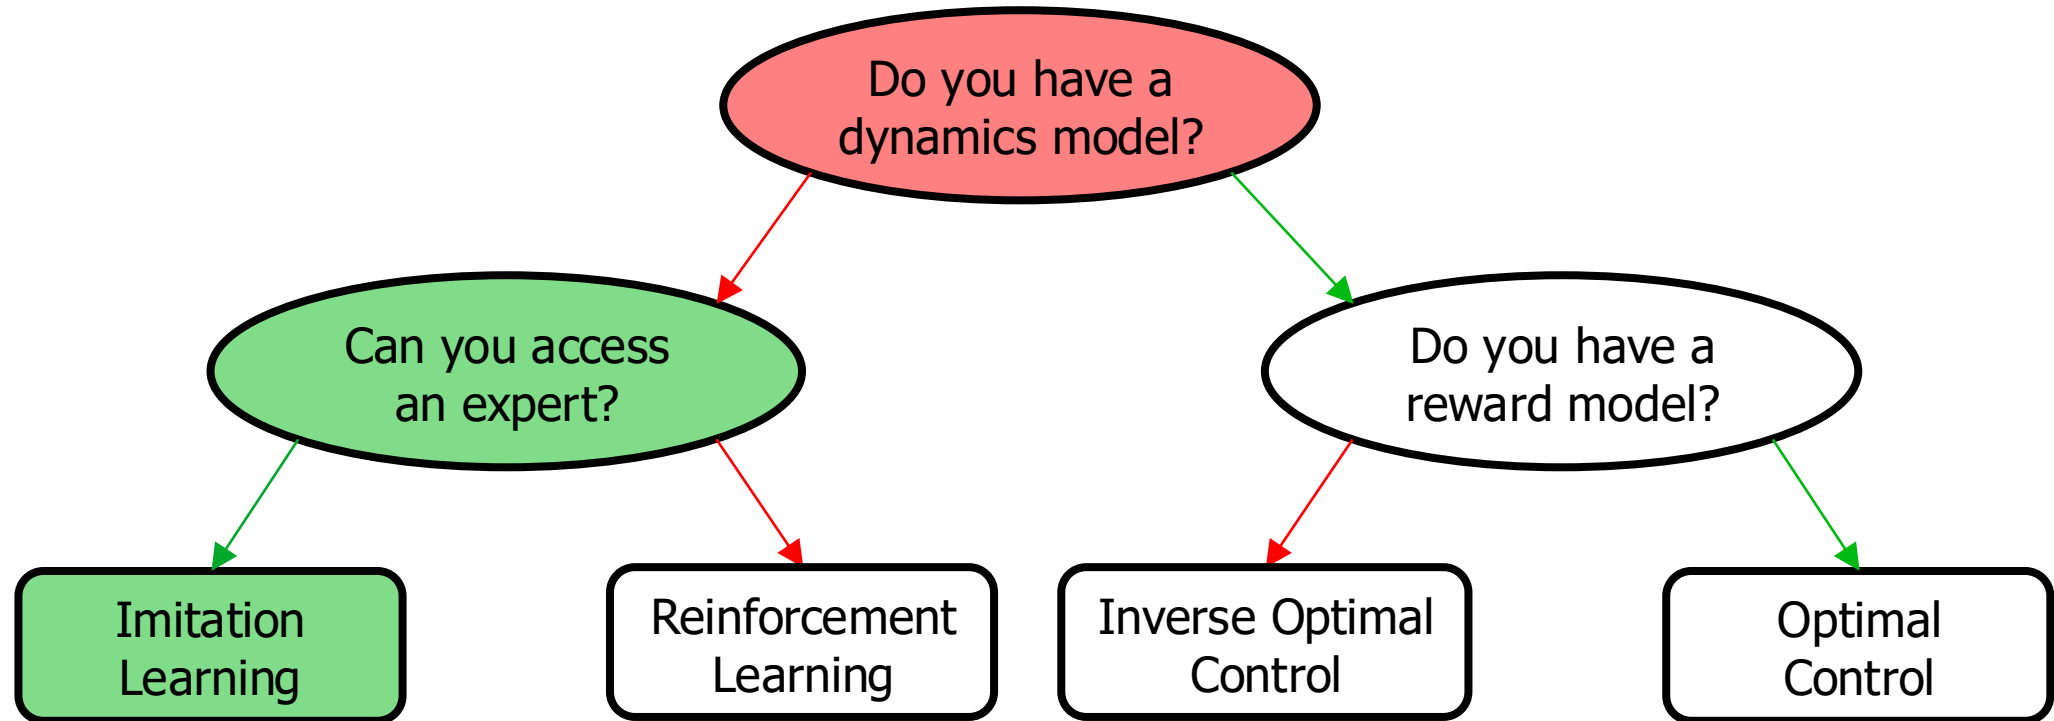 Do you have a
dynamics model?
Can you access
an expert?
Do you have a
reward model?
Imitation
Learning
Reinforcement
Learning
Inverse Optimal
Control
Optimal
Control